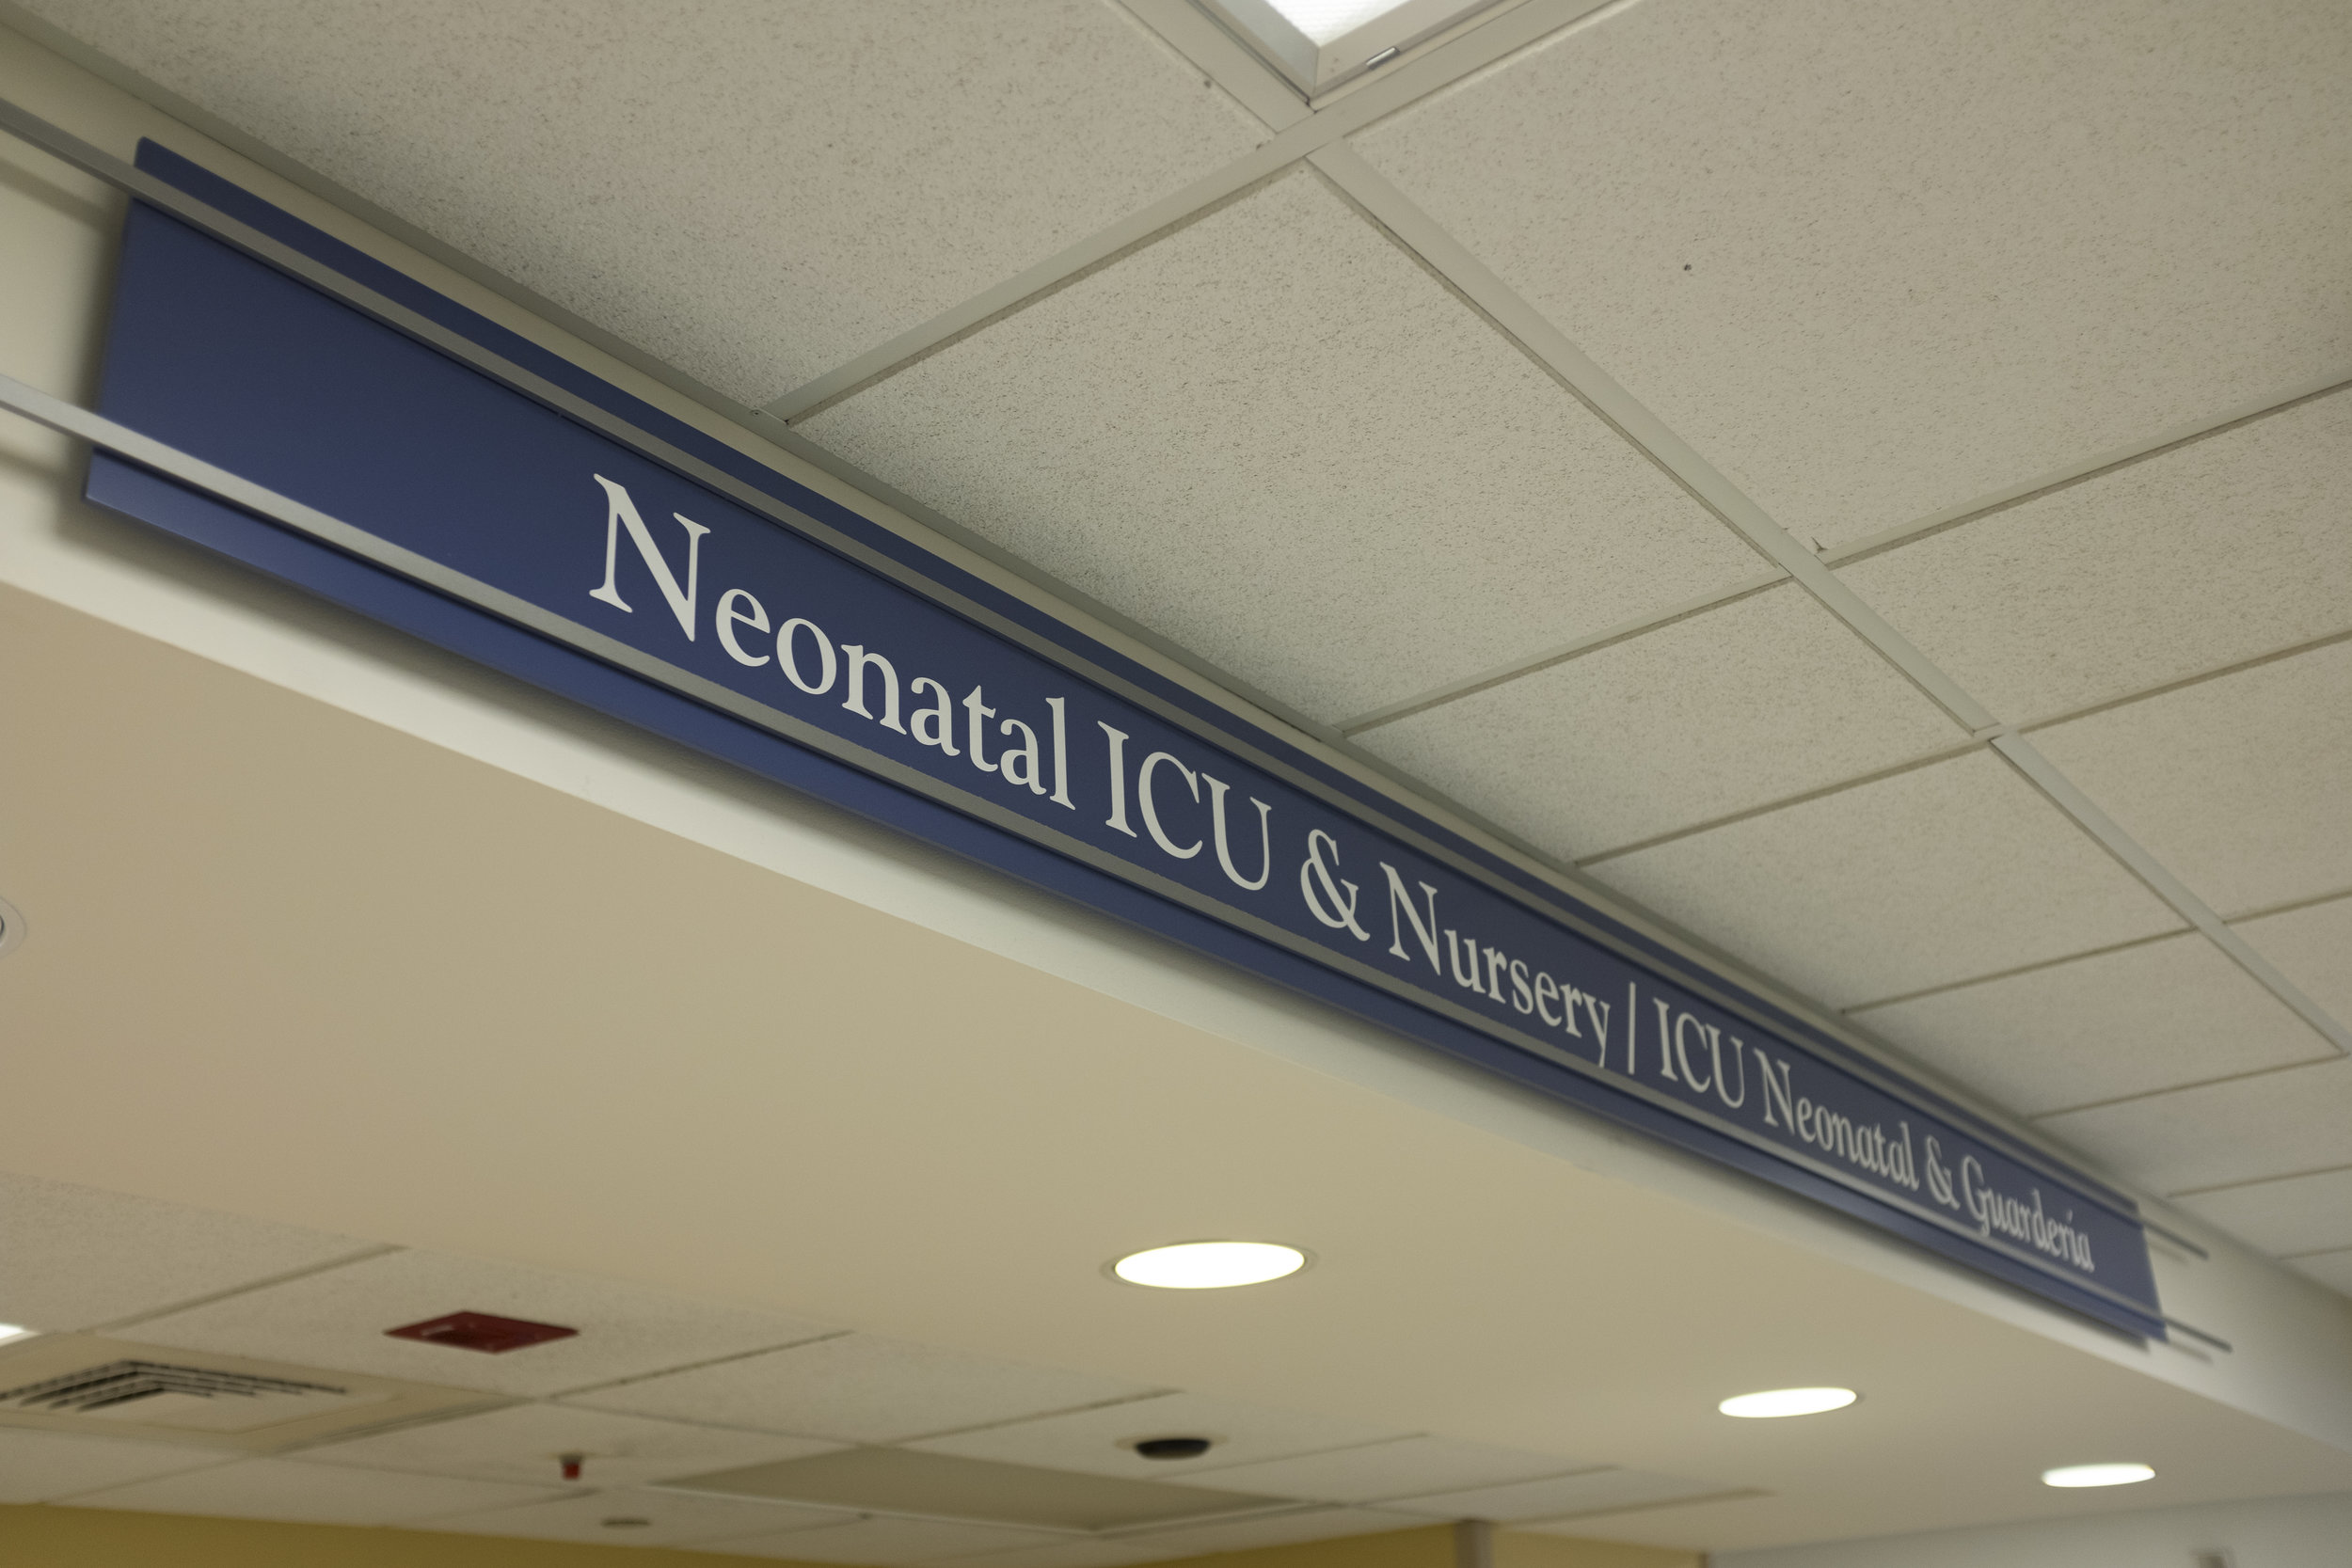 Neonatal ICU & Nursery | ICU Neonatal & Guardería